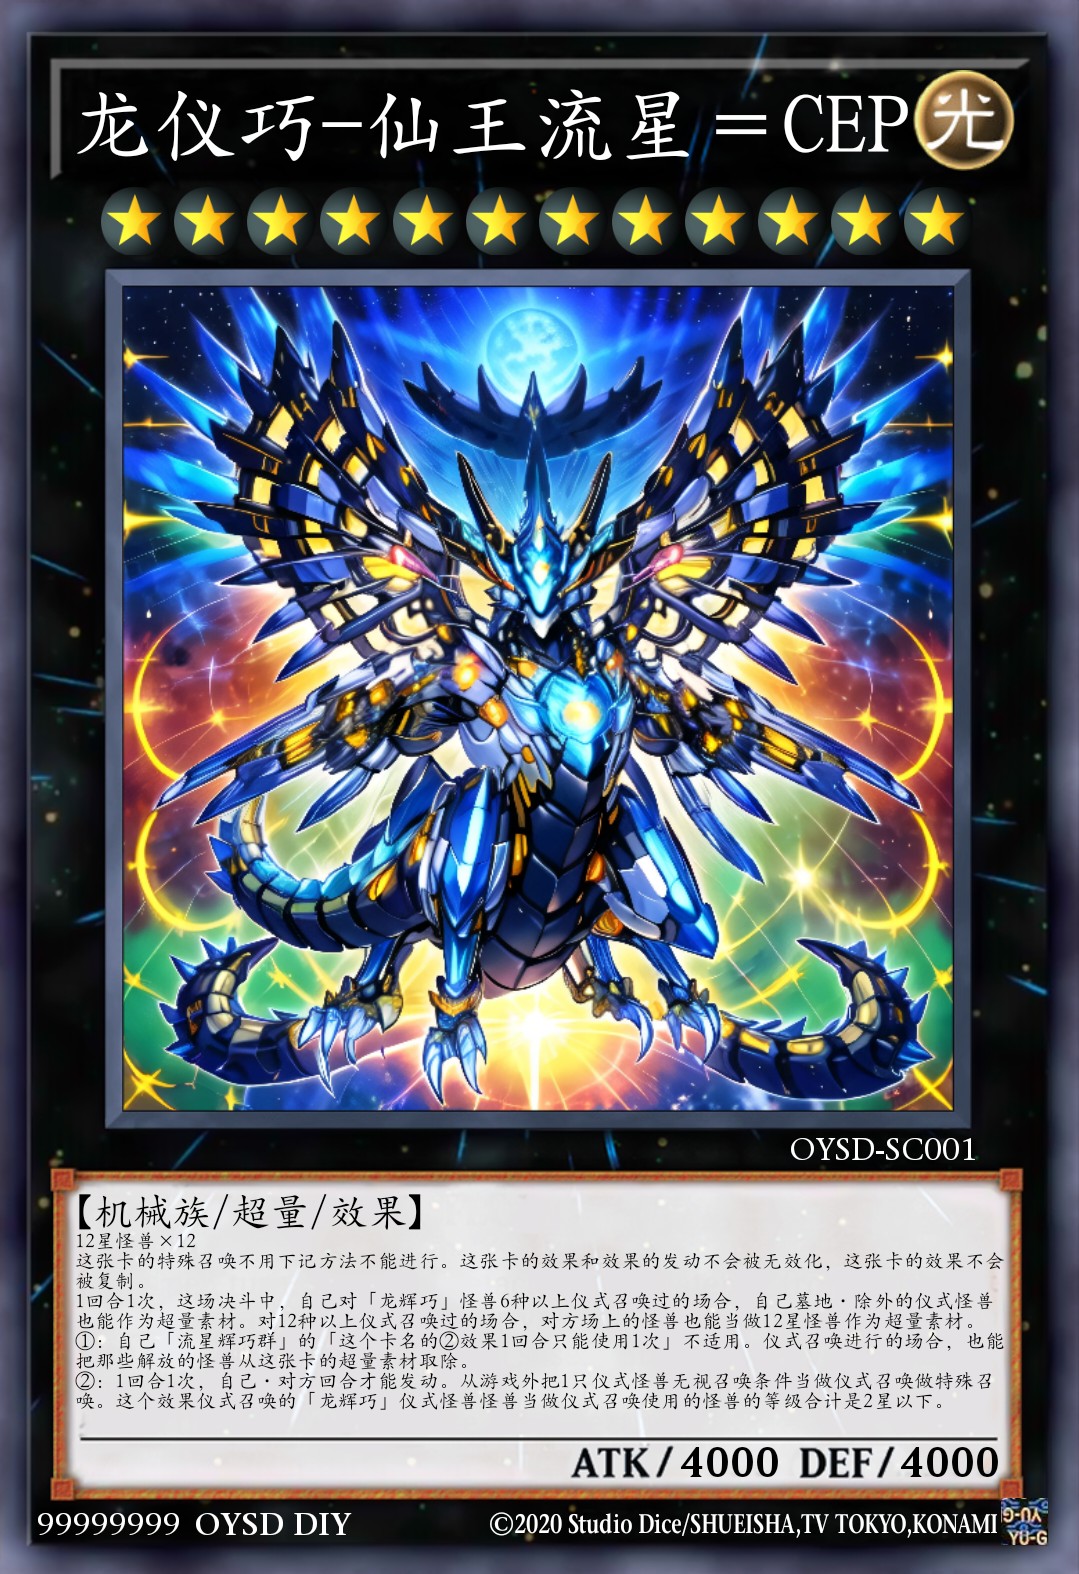 龙仪巧-仙王流星＝CEP
光
OYSD-SC001
【机械族/超量/效果】
12星怪兽×12
这张卡的特殊召唤不用下记方法不能进行。这张卡的效果和效果的发动不会被无效化，这张卡的效果不会
被复制。
1回合1次，这场决斗中，自己对「龙辉巧」怪兽6种以上仪式召唤过的场合，自己墓地·除外的仪式怪兽
也能作为超量素材。对12种以上仪式召唤过的场合，对方场上的怪兽也能当做12星怪兽作为超量素材。
①：自己「流星辉巧群」的「这个卡名的②效果1回合只能使用1次」不适用。仪式召唤进行的场合，也能
把那些解放的怪兽从这张卡的超量素材取除。
②：1回合1次，自己·对方回合才能发动。从游戏外把1只仪式怪兽无视召唤条件当做仪式召唤做特殊召
唤。这个效果仪式召唤的「龙辉巧」仪式怪兽怪兽当做仪式召唤使用的怪兽的等级合计是2星以下。
ATK/4000 DEF/4000
99999999 OYSD DIY
©2020 Studio Dice/SHUEISHA,TV TOKYO,KONAMI